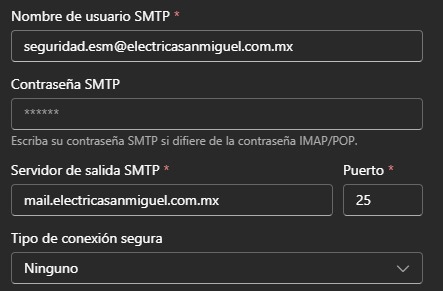 Nombre de usuario SMTP *
seguridad.esm@electricasanmiguel.com.mx
Contraseña SMTP
******
Escriba su contraseña SMTP si difiere de la contraseña IMAP/POP.
Servidor de salida SMTP * Puerto *
mail.electricasanmiguel.com.mx 25
Tipo de conexión segura
Ninguno